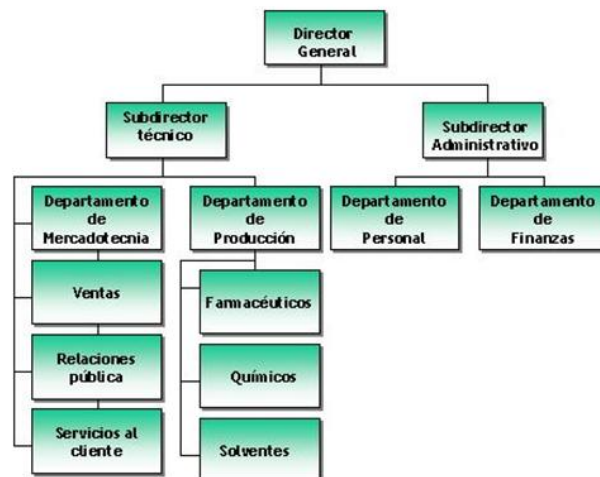 Director
General
Subdirector
técnico
Subdirector
Administrativo
Departamento
de
Mercadotecnia
Departamento
de
Producción
Departamento
de
Personal
Departamento
de
Finanzas
Ventas
Farmacéuticos
Relaciones
pública
Químicos
Servicios al
cliente
Solventes